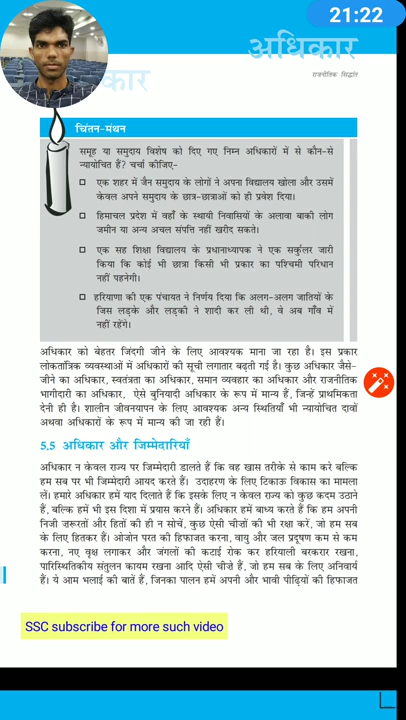 21:22
अधिकार
राजनीतिक सिद्धांत
चिंतन-मंथन
समूह या समुदाय विशेष को दिए गए निम्न अधिकारों में से कौन-से
न्यायोचित हैं? चर्चा कीजिए-
एक शहर में जैन समुदाय के लोगों ने अपना विद्यालय खोला और उसमें
केवल अपने समुदाय के छात्र-छात्राओं को ही प्रवेश दिया।
हिमाचल प्रदेश में वहाँ के स्थायी निवासियों के अलावा बाकी लोग
जमीन या अन्य अचल संपत्ति नहीं खरीद सकते।
एक सह शिक्षा विद्यालय के प्रधानाध्यापक ने एक सर्कुलर जारी
किया कि कोई भी छात्रा किसी भी प्रकार का पश्चिमी परिधान
नहीं पहनेगी।
हरियाणा की एक पंचायत ने निर्णय दिया कि अलग-अलग जातियों के
जिस लड़के और लड़की ने शादी कर ली थी, वे अब गाँव में
नहीं रहेंगे।
अधिकार को बेहतर जिंदगी जीने के लिए आवश्यक माना जा रहा है। इस प्रकार
लोकतांत्रिक व्यवस्थाओं में अधिकारों की सूची लगातार बढ़ती गई है। कुछ अधिकार जैसे-
जीने का अधिकार, स्वतंत्रता का अधिकार, समान व्यवहार का अधिकार और राजनीतिक
भागीदारी का अधिकार, ऐसे बुनियादी अधिकार के रूप में मान्य हैं, जिन्हें प्राथमिकता
देनी ही है। शालीन जीवनयापन के लिए आवश्यक अन्य स्थितियाँ भी न्यायोचित दावों
अथवा अधिकारों के रूप में मान्य की जा रही हैं।
5.5 अधिकार और जिम्मेदारियाँ
अधिकार न केवल राज्य पर जिम्मेदारी डालते हैं कि वह खास तरीके से काम करे बल्कि
हम सब पर भी जिम्मेदारी आयद करते हैं। उदाहरण के लिए टिकाऊ विकास का मामला
लें। हमारे अधिकार हमें याद दिलाते हैं कि इसके लिए न केवल राज्य को कुछ कदम उठाने
हैं, बल्कि हमें भी इस दिशा में प्रयास करने हैं। अधिकार हमें बाध्य करते हैं कि हम अपनी
निजी ज़रूरतों और हितों की ही न सोचें, कुछ ऐसी चीजों की भी रक्षा करें, जो हम सब
के लिए हितकर हैं। ओजोन परत की हिफाजत करना, वायु और जल प्रदूषण कम से कम
करना, नए वृक्ष लगाकर और जंगलों की कटाई रोक कर हरियाली बरकरार रखना,
पारिस्थितिकीय संतुलन कायम रखना आदि ऐसी चीजे हैं, जो हम सब के लिए अनिवार्य
हैं। ये आम भलाई की बातें हैं, जिनका पालन हमें अपनी और भावी पीढ़ियों की हिफाजत
SSC subscribe for more such video